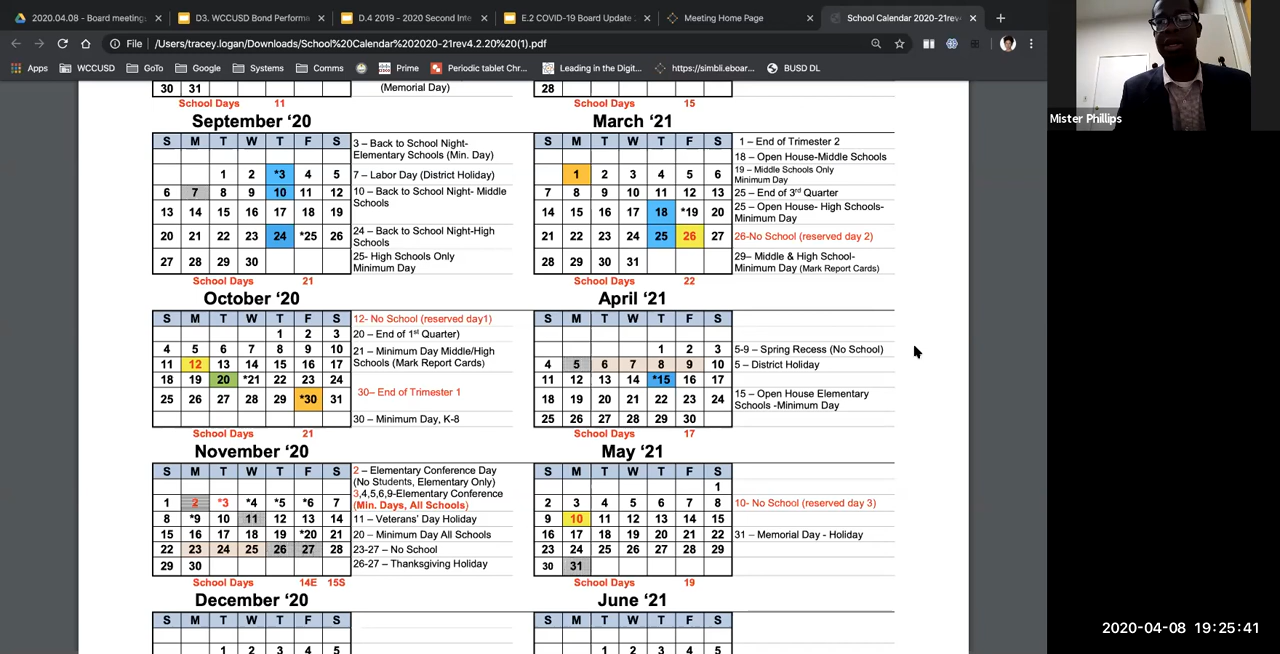 2020.04.08 - Board meeting
D3. WCCUSD Bond Performa
D.4 2019 - 2020 Second Inte
E.2 COVID-19 Board Update
Meeting Home Page
School Calendar 2020-21rev
File /Users/tracey.logan/Downloads/School%20Calendar%202020-21rev4.2.20%20(1).pdf
Apps WCCUSD GoTo Google Systems Comms Prime Periodic tablet Chr... Leading in the Digit... https://simbli.eboar... BUSD DL
30 31
(Memorial Day)
School Days 11
September '20
S M T W T F S
1 2 *3 4 5
6 7 8 9 10 11 12
13 14 15 16 17 18 19
20 21 22 23 24 *25 26
27 28 29 30
3 – Back to School Night-
Elementary Schools (Min. Day)
7 – Labor Day (District Holiday)
10 - Back to School Night- Middle
Schools
24 – Back to School Night-High
Schools
25- High Schools Only
Minimum Day
School Days 21
October '20
S M T W T F S
1 2 3
4 5 6 7 8 9 10
11 12 13 14 15 16 17
18 19 20 *21 22 23 24
25 26 27 28 29 *30 31
12- No School (reserved day1)
20 – End of 1st Quarter)
21 – Minimum Day Middle/High
Schools (Mark Report Cards)
30– End of Trimester 1
30 – Minimum Day, K-8
School Days 21
November '20
S M T W T F S
1 2 *3 *4 *5 *6 7
8 *9 10 11 12 13 14
15 16 17 18 19 *20 21
22 23 24 25 26 27 28
29 30
2 – Elementary Conference Day
(No Students, Elementary Only)
3,4,5,6,9-Elementary Conference
(Min. Days, All Schools)
11 – Veterans' Day Holiday
20 – Minimum Day All Schools
23-27 – No School
26-27 – Thanksgiving Holiday
School Days 14E 15S
December '20
S M T W T F S
1 2 3 4 5
28
School Days 15
March '21
S M T W T F S
1 2 3 4 5 6
7 8 9 10 11 12 13
14 15 16 17 18 *19 20
21 22 23 24 25 26 27
28 29 30 31
1 – End of Trimester 2
18 – Open House-Middle Schools
19 – Middle Schools Only
Minimum Day
25 – End of 3rd Quarter
25 – Open House- High Schools-
Minimum Day
26-No School (reserved day 2)
29– Middle & High School-
Minimum Day (Mark Report Cards)
School Days 22
April '21
S M T W T F S
1 2 3
4 5 6 7 8 9 10
11 12 13 14 *15 16 17
18 19 20 21 22 23 24
25 26 27 28 29 30
5-9 – Spring Recess (No School)
5 – District Holiday
15 – Open House Elementary
Schools -Minimum Day
School Days 17
May '21
S M T W T F S
1
2 3 4 5 6 7 8
9 10 11 12 13 14 15
16 17 18 19 20 21 22
23 24 25 26 27 28 29
30 31
10- No School (reserved day 3)
31 – Memorial Day - Holiday
School Days 19
June '21
S M T W T F S
1 2 3 4 5
Mister Phillips
2020-04-08 19:25:41